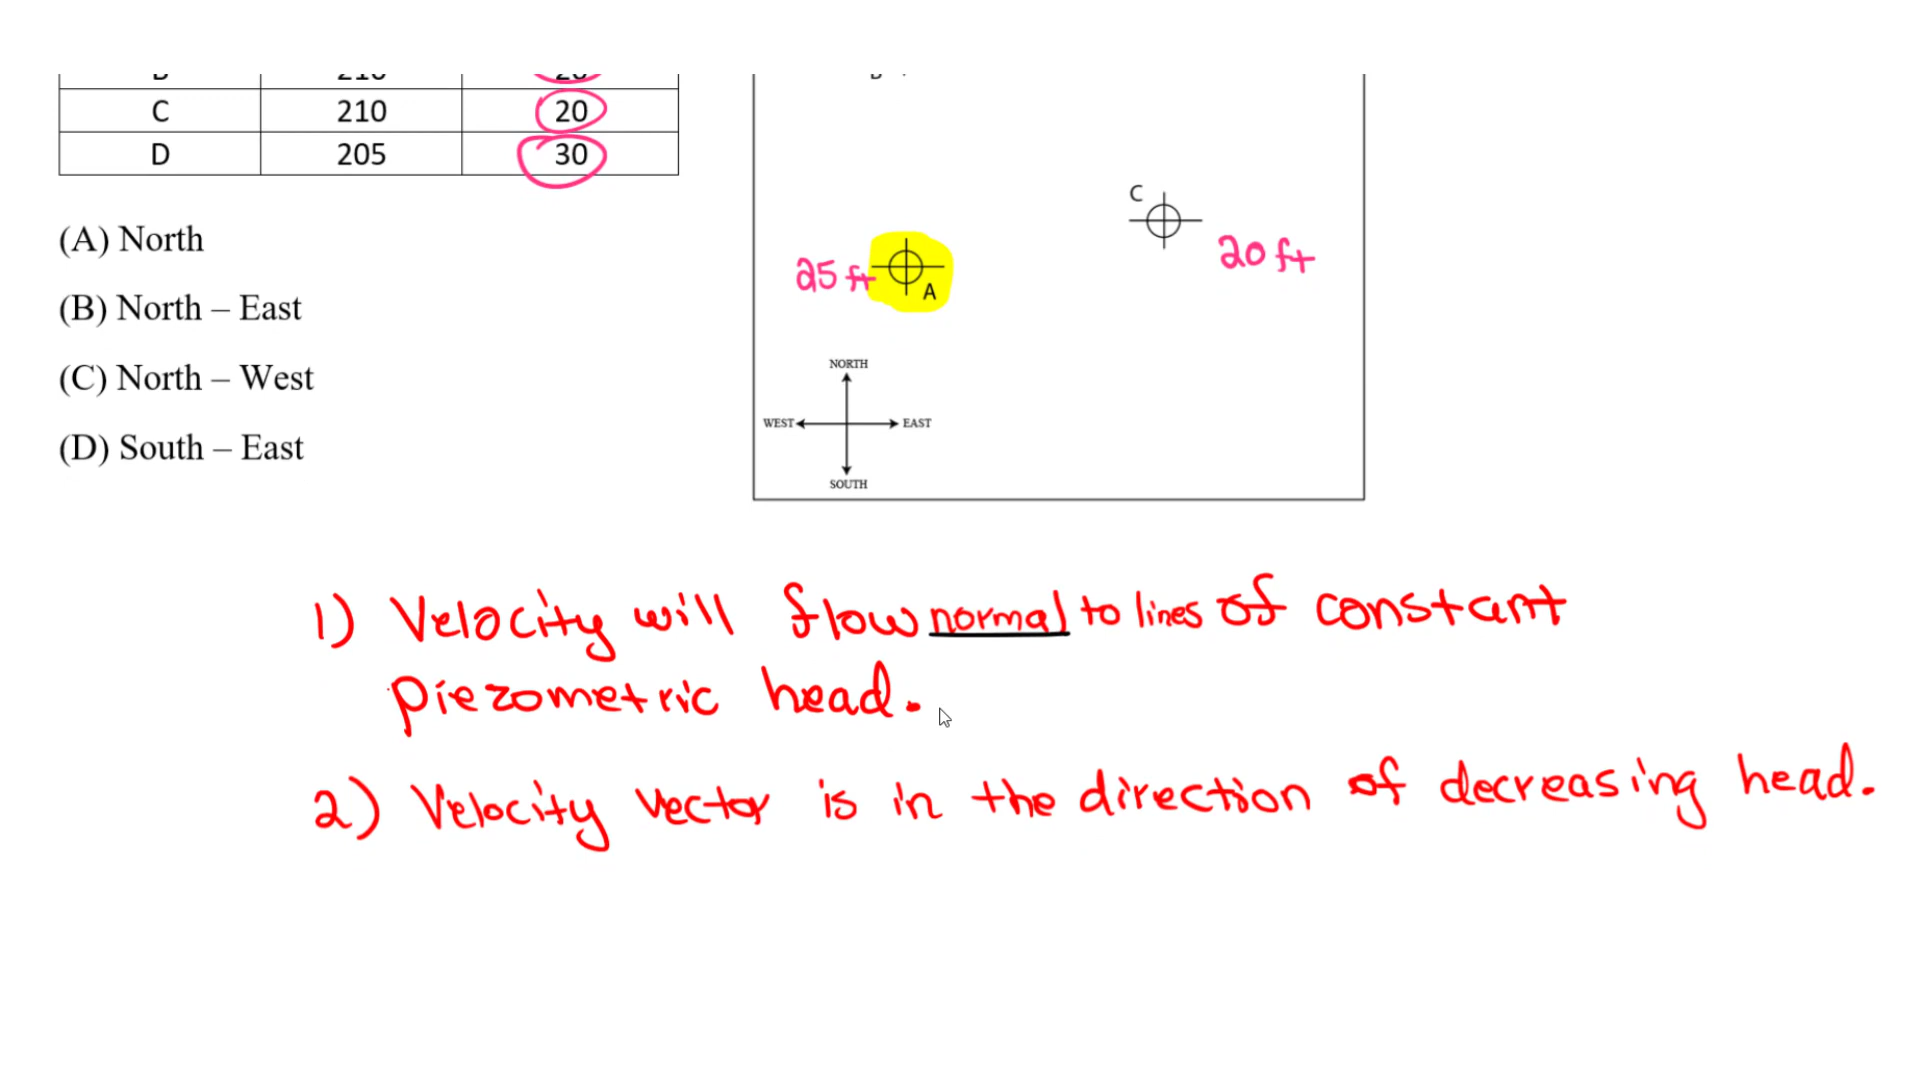 C 210 20
D 205 30
(A) North
(B) North – East
(C) North – West
(D) South – East
C
20 ft
25 ft
A
NORTH
WEST EAST
SOUTH
1) Velocity will flow normal to lines of constant
piezometric head.
2) Velocity vector is in the direction of decreasing head.